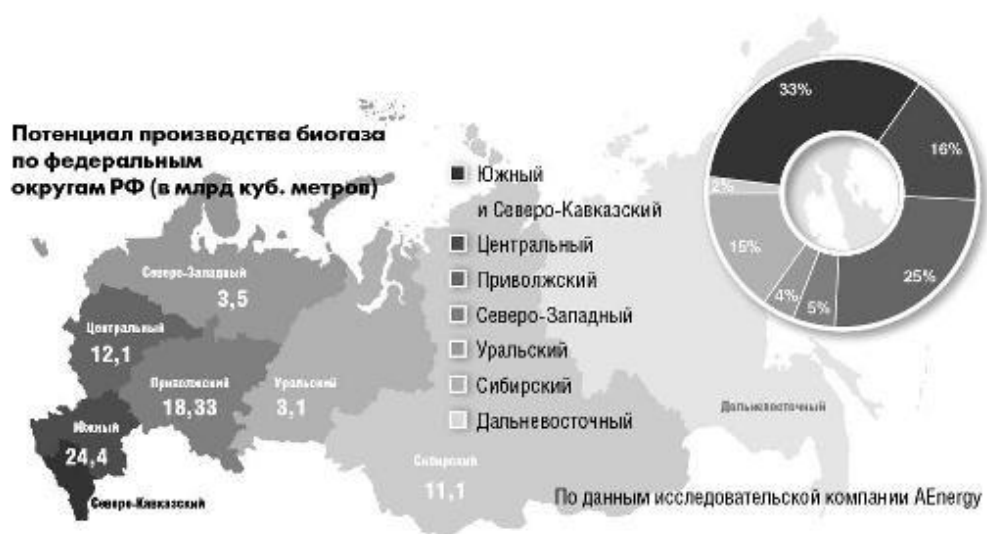 Потенциал производства биогаза
по федеральным
округам РФ (в млрд куб. метров)
Южный
и Северо-Кавказский
Центральный
Приволжский
Северо-Западный
Уральский
Сибирский
Дальневосточный
33%
16%
25%
5%
4%
15%
2%
Северо-Западный
3,5
Центральный
12,1
Приволжский
18,33
Уральский
3,1
Южный
24,4
Северо-Кавказский
Сибирский
11,1
Дальневосточный
По данным исследовательской компании AEnergy